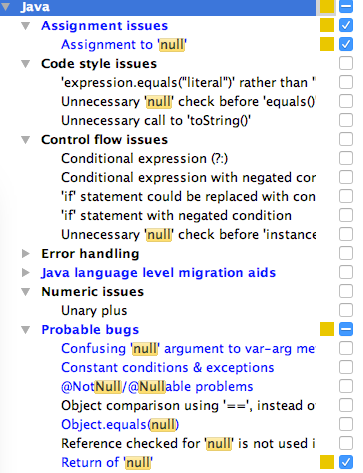 Java
Assignment issues
Assignment to 'null'
Code style issues
'expression.equals("literal")' rather than '
Unnecessary 'null' check before 'equals()'
Unnecessary call to 'toString()'
Control flow issues
Conditional expression (?:)
Conditional expression with negated
'if' statement could be replaced with
'if' statement with negated condition
Unnecessary 'null' check before
Error handling
Java language level migration aids
Numeric issues
Unary plus
Probable bugs
Confusing 'null' argument to var-arg
Constant conditions & exceptions
@NotNull/@Nullable problems
Object comparison using '==', instead
Object.equals(null)
Reference checked for 'null' is not used
Return of 'null'